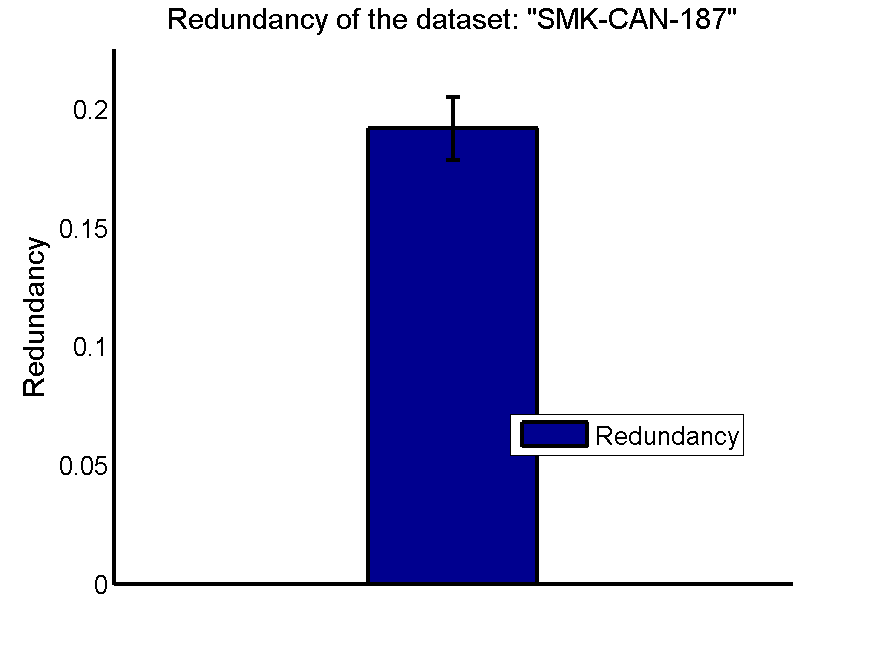 Redundancy of the dataset: "SMK-CAN-187"
0.2
0.15
0.1
0.05
0
Redundancy
Redundancy